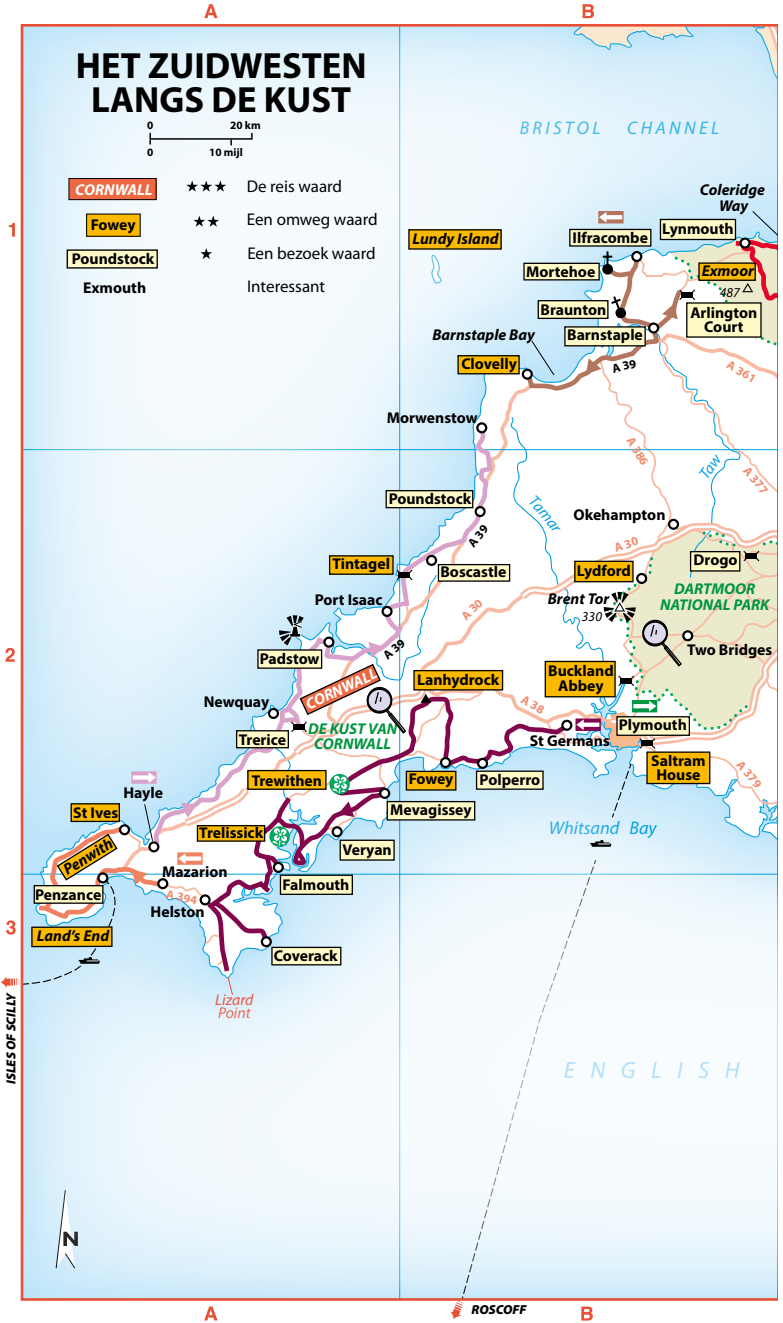 A
B
HET ZUIDWESTEN
LANGS DE KUST
0
20 km
0
10 mijl
CORNWALL
★★★
De reis waard
Fowey
★★
Een omweg waard
Poundstock
★
Een bezoek waard
Exmouth
Interessant
BRISTOL CHANNEL
1
Coleridge
Way
Lynmouth
Lundy Island
Ilfracombe
Mortehoe
Exmoor
487
Braunton
Arlington
Court
Barnstaple
Barnstaple Bay
A 39
A 361
Clovelly
Morwenstow
A 386
Taw
A 377
Poundstock
Tamar
Okehampton
A 39
A 30
Drogo
Tintagel
Boscastle
Lydford
DARTMOOR
NATIONAL PARK
Port Isaac
Brent Tor
330
A 30
2
Padstow
A 39
Two Bridges
CORNWALL
Lanhydrock
Buckland
Abbey
Newquay
A 38
Trerice
DE KUST VAN
CORNWALL
Plymouth
St Germans
Saltram
House
Hayle
Trewithen
Fowey
Polperro
A 379
St Ives
Mevagissey
Trelissick
Whitsand Bay
Penwith
Veryan
Mazarion
Falmouth
Penzance
A 394
Helston
3
Land's End
Coverack
Lizard
Point
ISLES OF SCILLY
ENGLISH
N
A
ROSCOFF
B